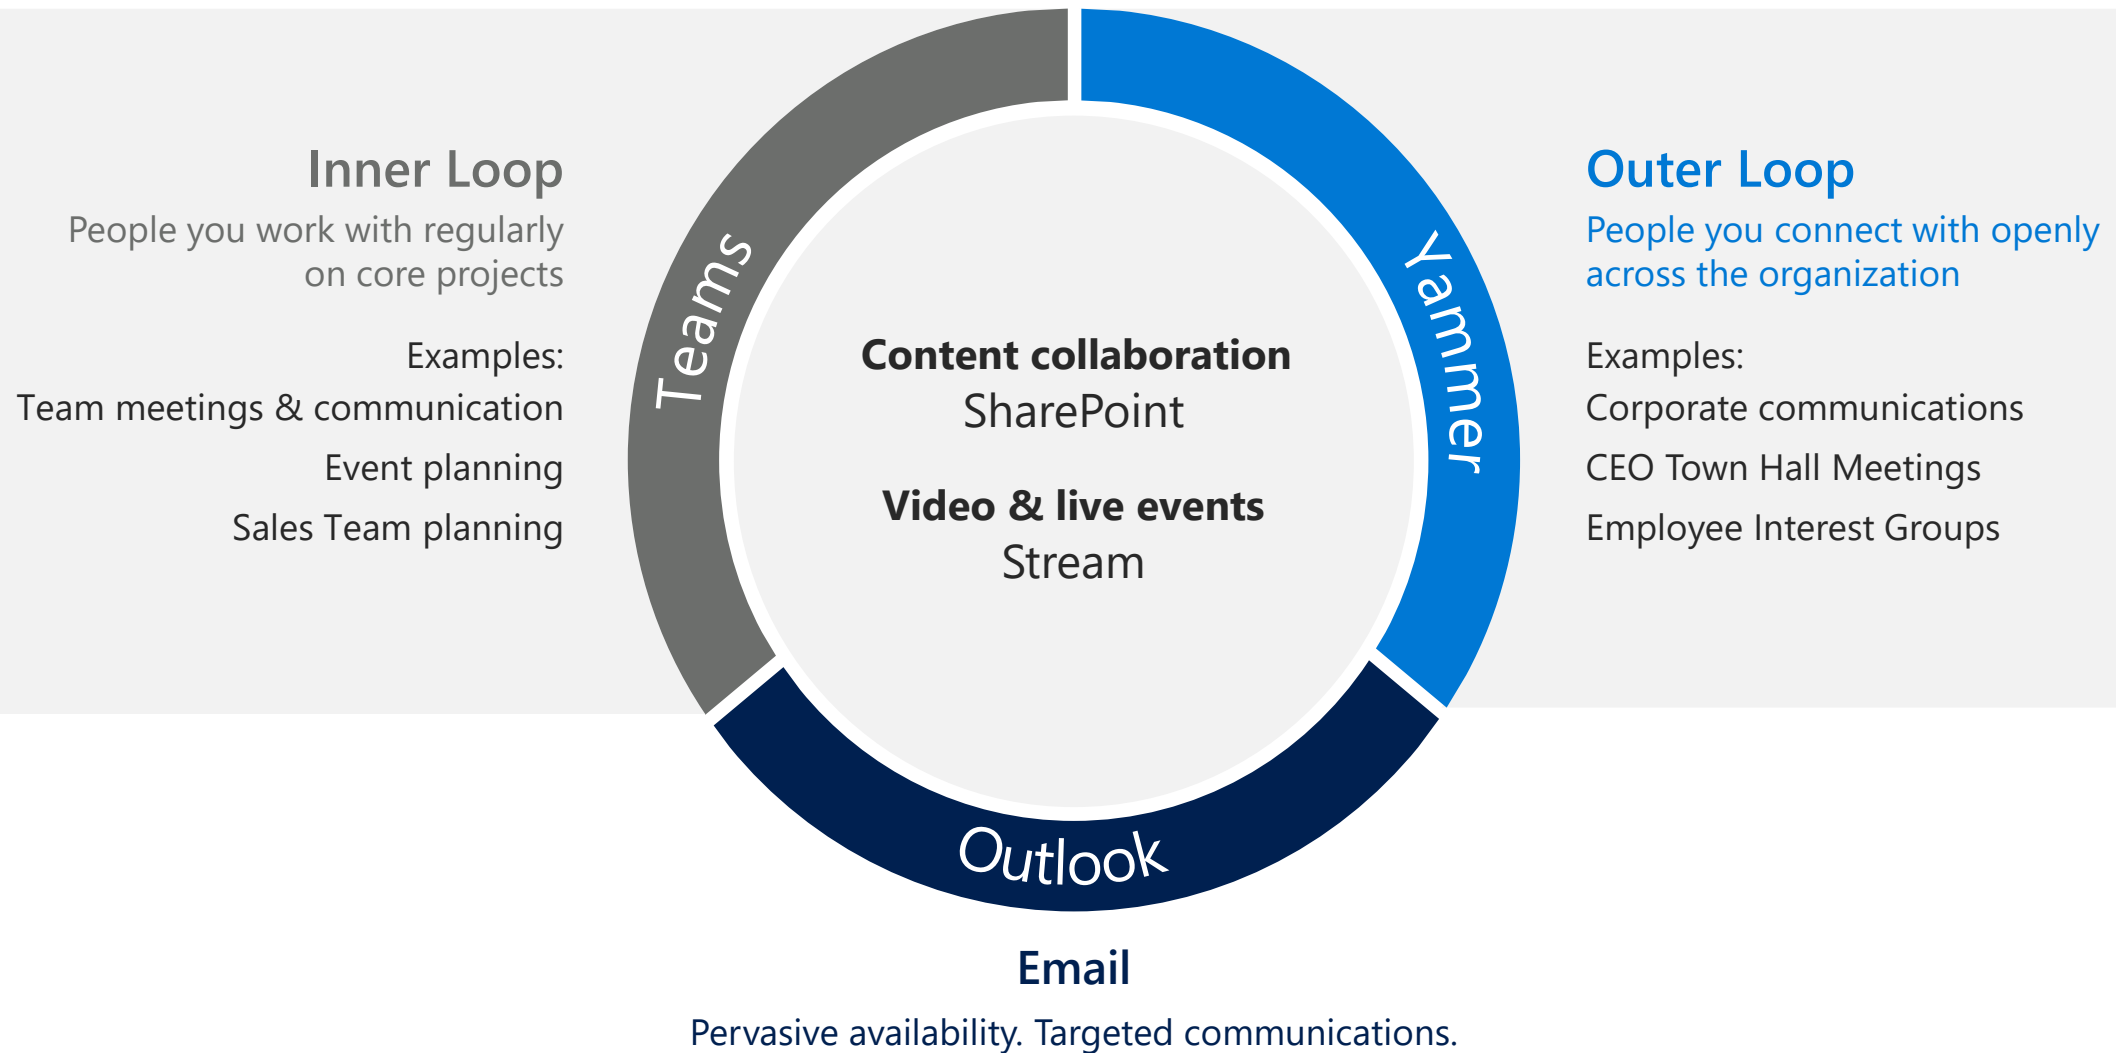 Inner Loop
People you work with regularly
on core projects
Examples:
Team meetings & communication
Event planning
Sales Team planning
Teams
Content collaboration
SharePoint
Video & live events
Stream
Yammer
Outer Loop
People you connect with openly
across the organization
Examples:
Corporate communications
CEO Town Hall Meetings
Employee Interest Groups
Outlook
Email
Pervasive availability. Targeted communications.